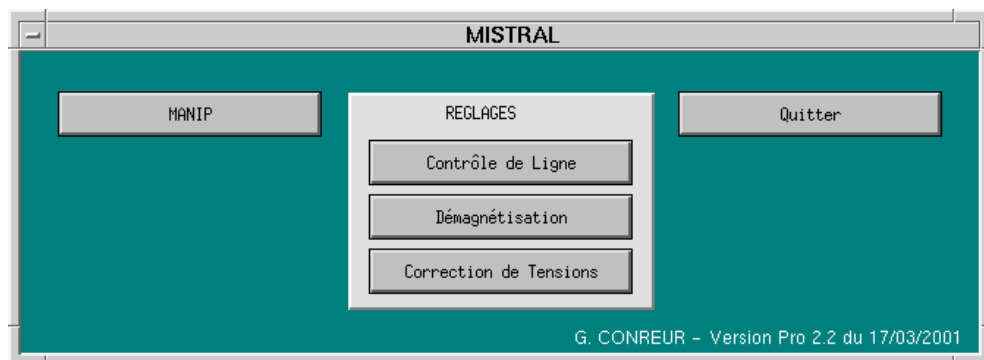 MISTRAL
MANIP
REGLAGES
Quitter
Contrôle de Ligne
Démagnétisation
Correction de Tensions
G. CONREUR – Version Pro 2.2 du 17/03/2001